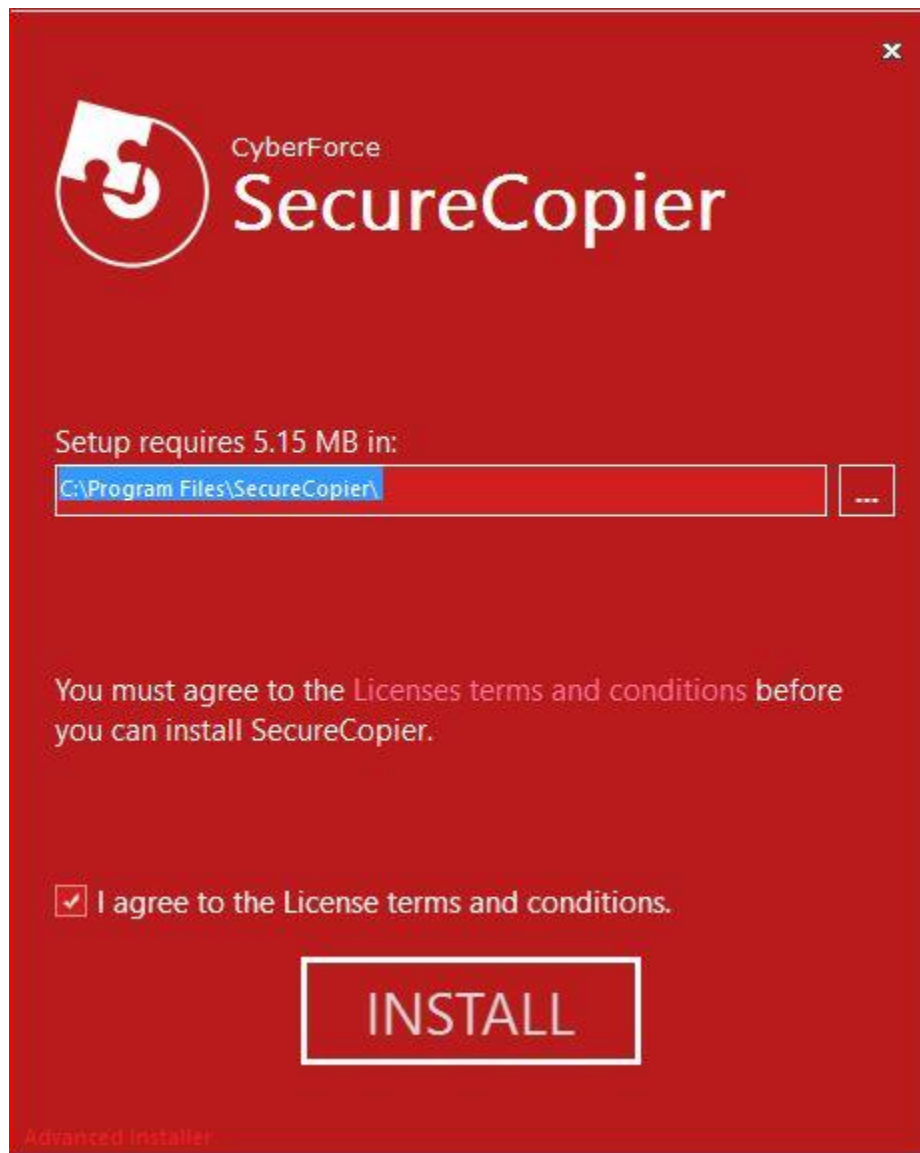 CyberForce
SecureCopier
Setup requires 5.15 MB in:
C:\Program Files\SecureCopier\
...
You must agree to the Licenses terms and conditions before
you can install SecureCopier.
I agree to the License terms and conditions.
INSTALL
Advanced Installer